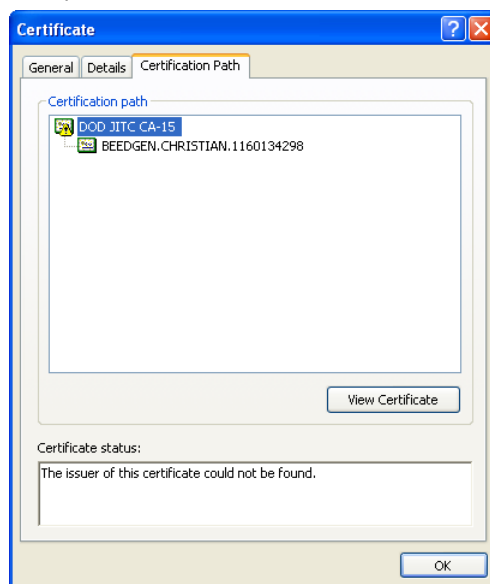 Certificate
General Details Certification Path
Certification path
DOD JITC CA-15
BEEDGEN.CHRISTIAN.1160134298
View Certificate
Certificate status:
The issuer of this certificate could not be found.
OK